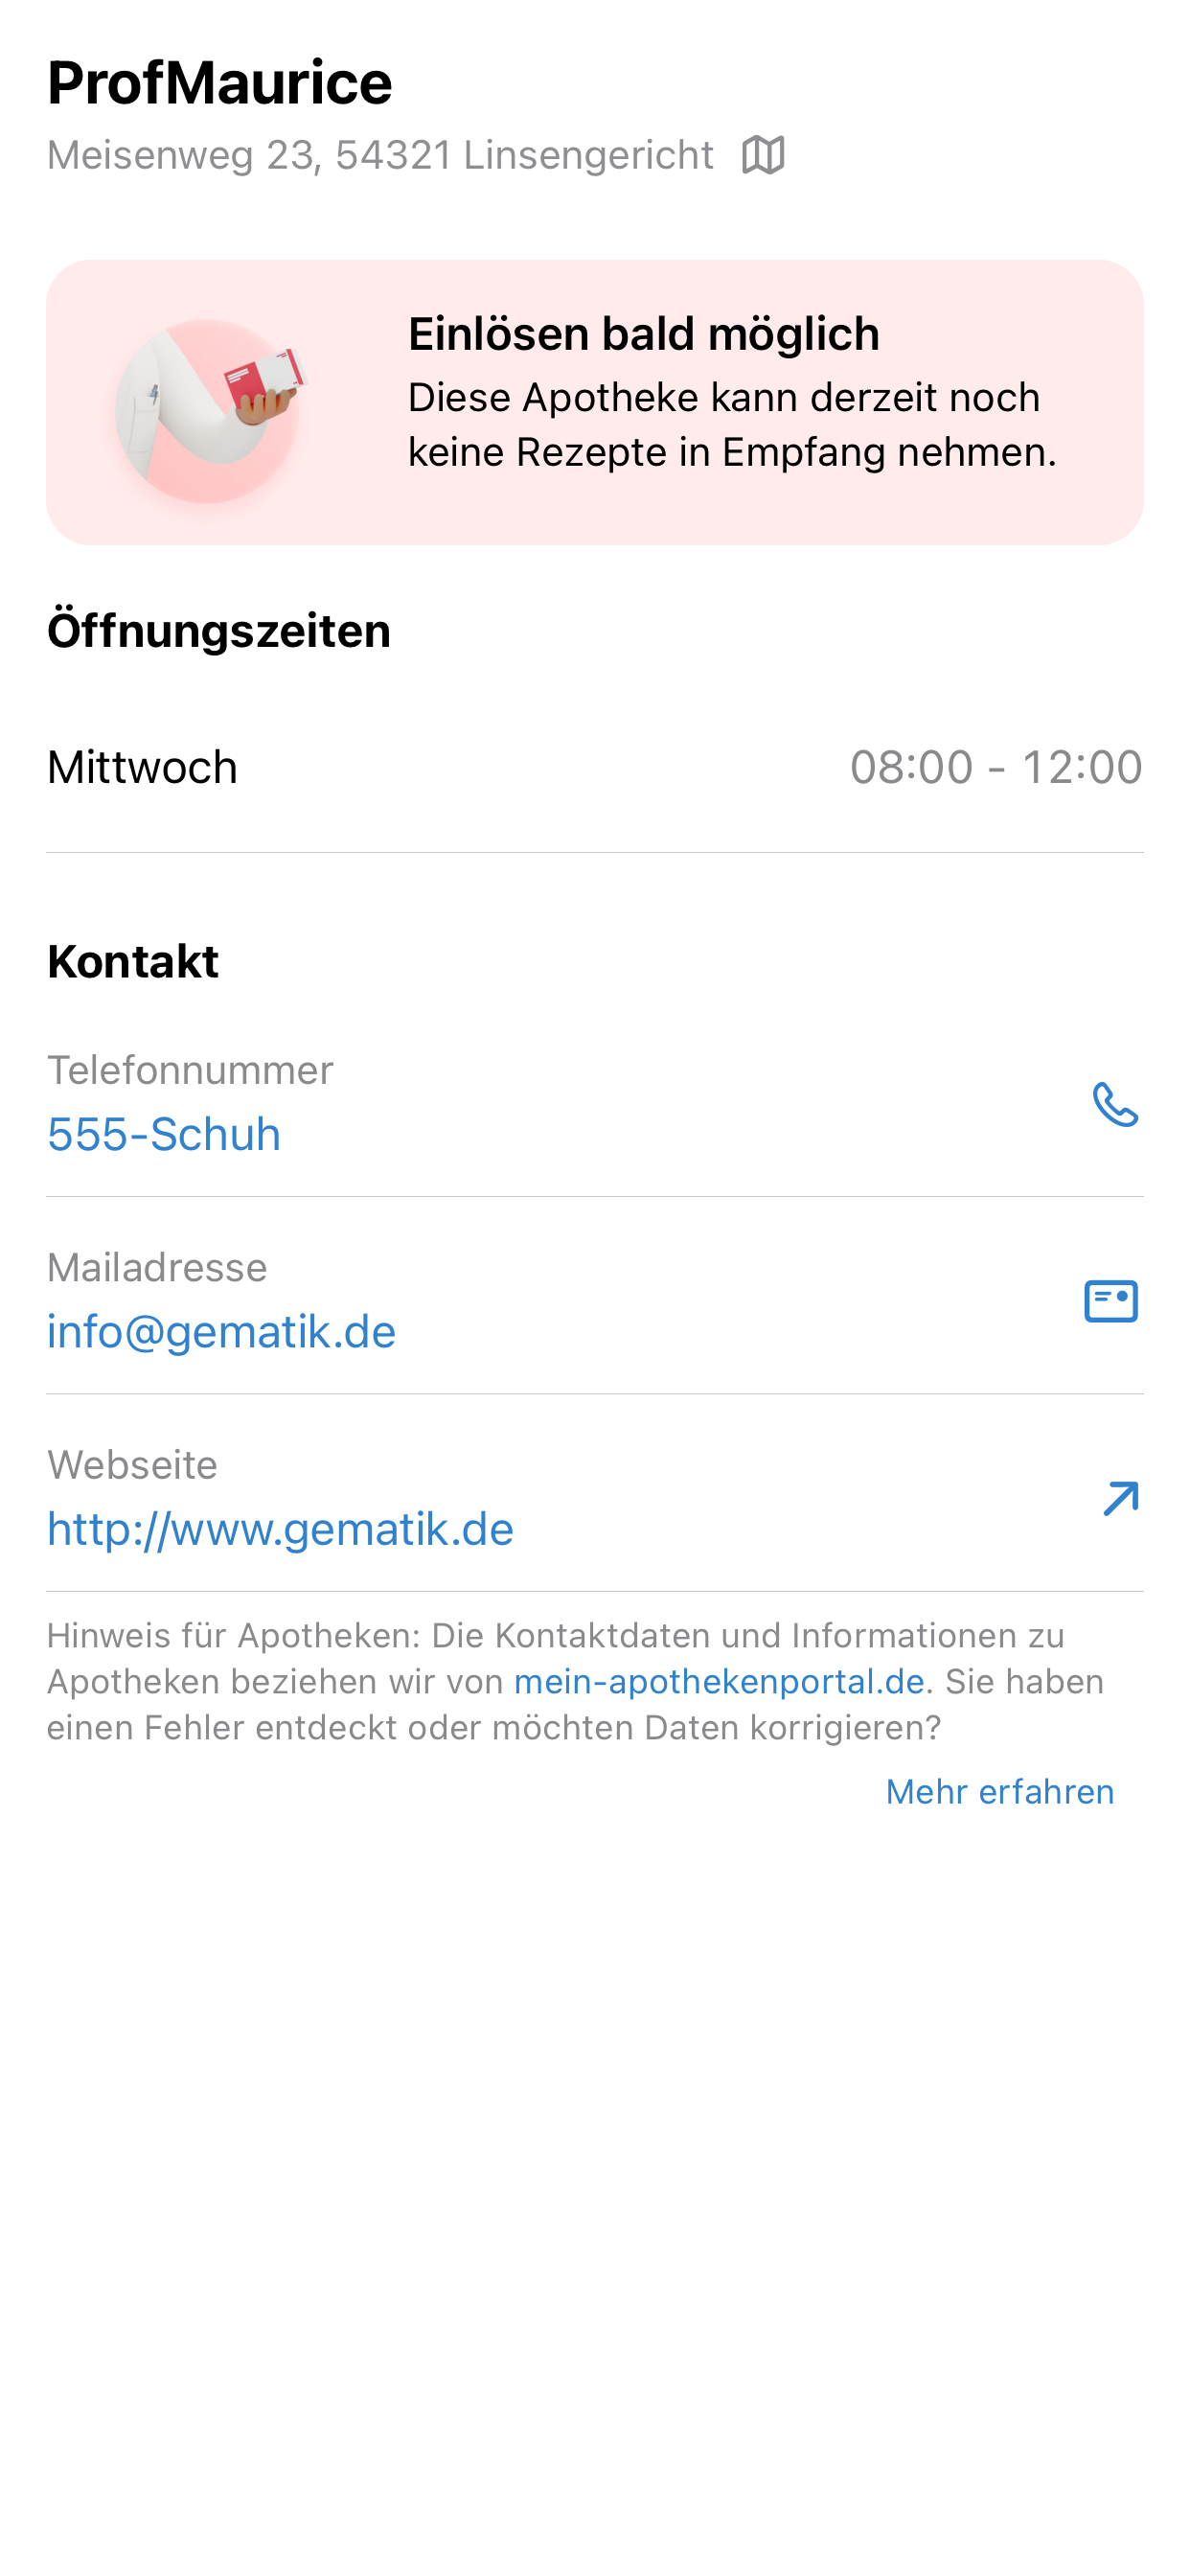 ProfMaurice
Meisenweg 23, 54321 Linsengericht
Einlösen bald möglich
Diese Apotheke kann derzeit noch
keine Rezepte in Empfang nehmen.
Öffnungszeiten
Mittwoch 08:00 - 12:00
Kontakt
Telefonnummer
555-Schuh
Mailadresse
info@gematik.de
Webseite
http://www.gematik.de
Hinweis für Apotheken: Die Kontaktdaten und Informationen zu
Apotheken beziehen wir von mein-apothekenportal.de. Sie haben
einen Fehler entdeckt oder möchten Daten korrigieren?
Mehr erfahren